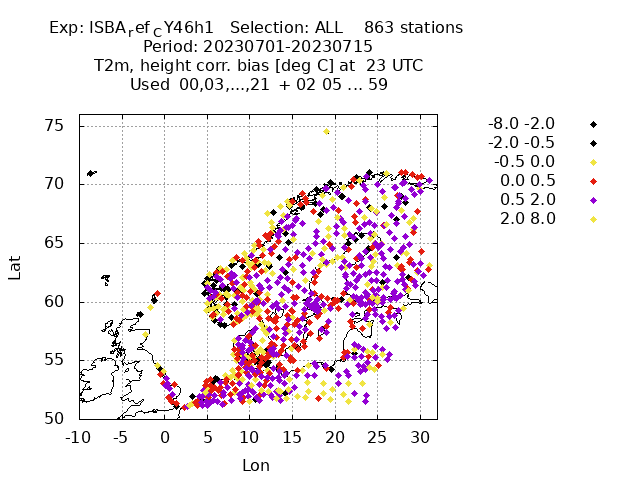 Exp: ISBArefCY46h1 Selection: ALL 863 stations
Period: 20230701-20230715
T2m, height corr. bias [deg C] at 23 UTC
Used 00,03,...,21 + 02 05 ... 59
-8.0 -2.0
-2.0 -0.5
-0.5 0.0
0.0 0.5
0.5 2.0
2.0 8.0
75
70
65
60
55
50
Lat
-10 -5 0 5 10 15 20 25 30
Lon